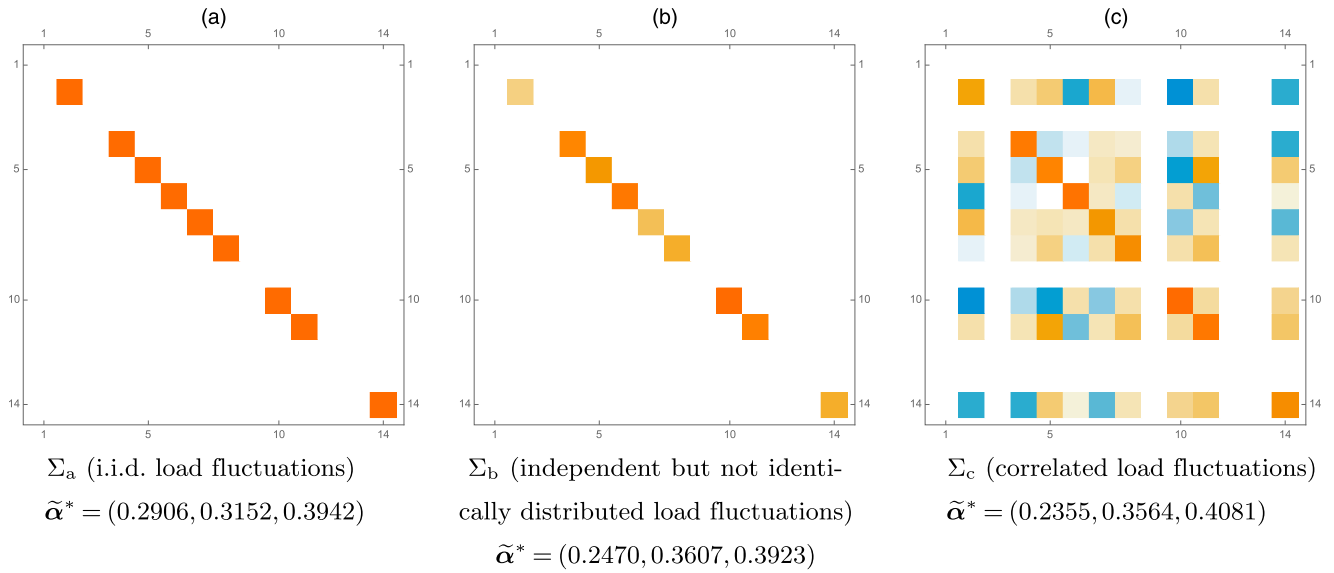 (a)
1 5 10 14
1 1
5 5
10 10
14 14
1 5 10 14
Σa (i.i.d. load fluctuations)
α̃* = (0.2906, 0.3152, 0.3942)
(b)
1 5 10 14
1 1
5 5
10 10
14 14
1 5 10 14
Σb (independent but not identi-
cally distributed load fluctuations)
α̃* = (0.2470, 0.3607, 0.3923)
(c)
1 5 10 14
1 1
5 5
10 10
14 14
1 5 10 14
Σc (correlated load fluctuations)
α̃* = (0.2355, 0.3564, 0.4081)